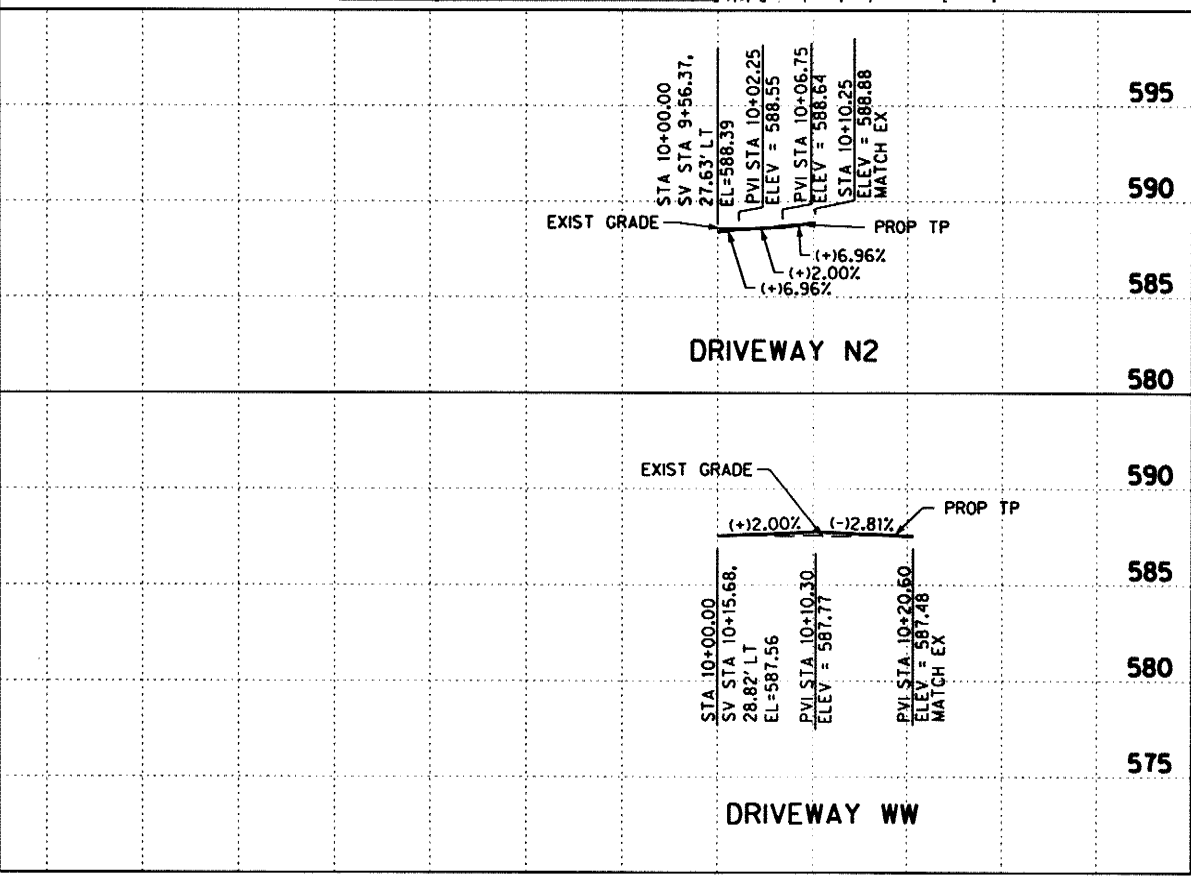 STA 10+00.00
SV STA 9+56.37,
27.63' LT
EL=588.39
PVI STA 10+02.25
ELEV = 588.55
PVI STA 10+06.75
ELEV = 588.64
STA 10+10.25
ELEV = 588.88
MATCH EX
595
590
EXIST GRADE
PROP TP
(+)6.96%
(+)2.00%
(+)6.96%
585
DRIVEWAY N2
580
590
EXIST GRADE
PROP TP
(+)2.00%
(-)2.81%
585
STA 10+00.00
SV STA 10+15.68,
28.82' LT
EL=587.56
PVI STA 10+10.30
ELEV = 587.77
PVI STA 10+20.60
ELEV = 587.48
MATCH EX
580
575
DRIVEWAY WW